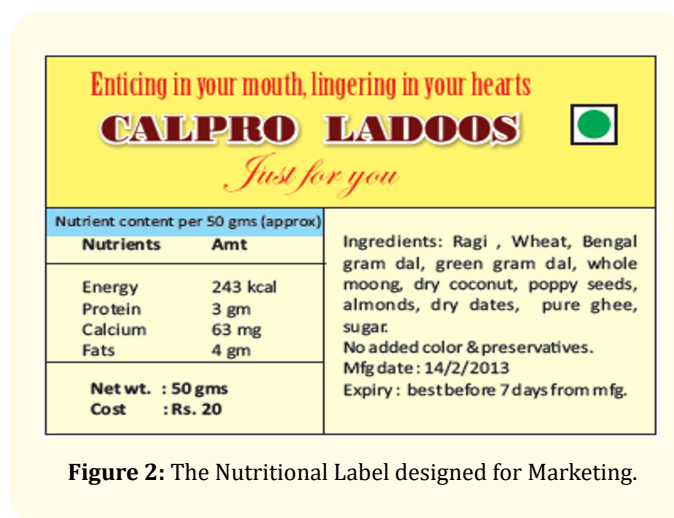 Enticing in your mouth, lingering in your hearts
CALPRO LADOOS
Just for you
Nutrient content per 50 gms (approx)
Nutrients Amt
Energy 243 kcal
Protein 3 gm
Calcium 63 mg
Fats 4 gm
Net wt. : 50 gms
Cost : Rs. 20
Ingredients: Ragi , Wheat, Bengal
gram dal, green gram dal, whole
moong, dry coconut, poppy seeds,
almonds, dry dates, pure ghee,
sugar.
No added color & preservatives.
Mfg date : 14/2/2013
Expiry : best before 7 days from mfg.
Figure 2: The Nutritional Label designed for Marketing.